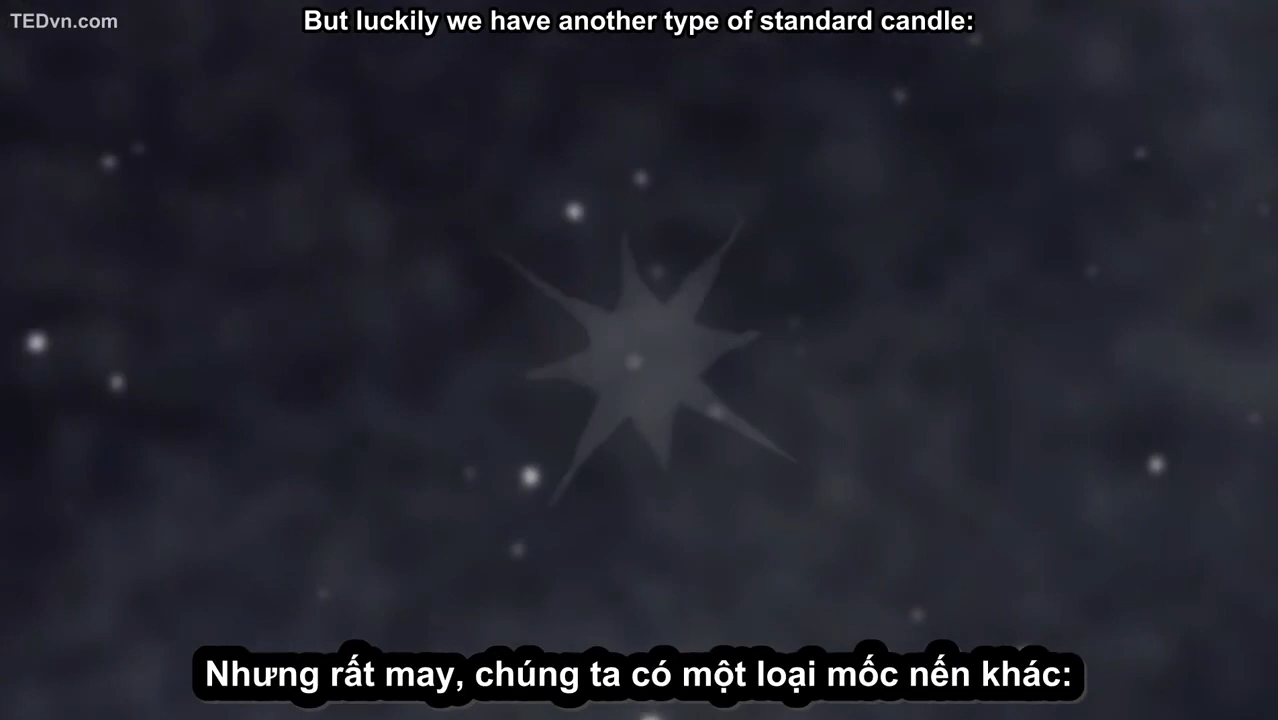 TEDvn.com
But luckily we have another type of standard candle:
Nhưng rất may, chúng ta có một loại mốc nến khác: